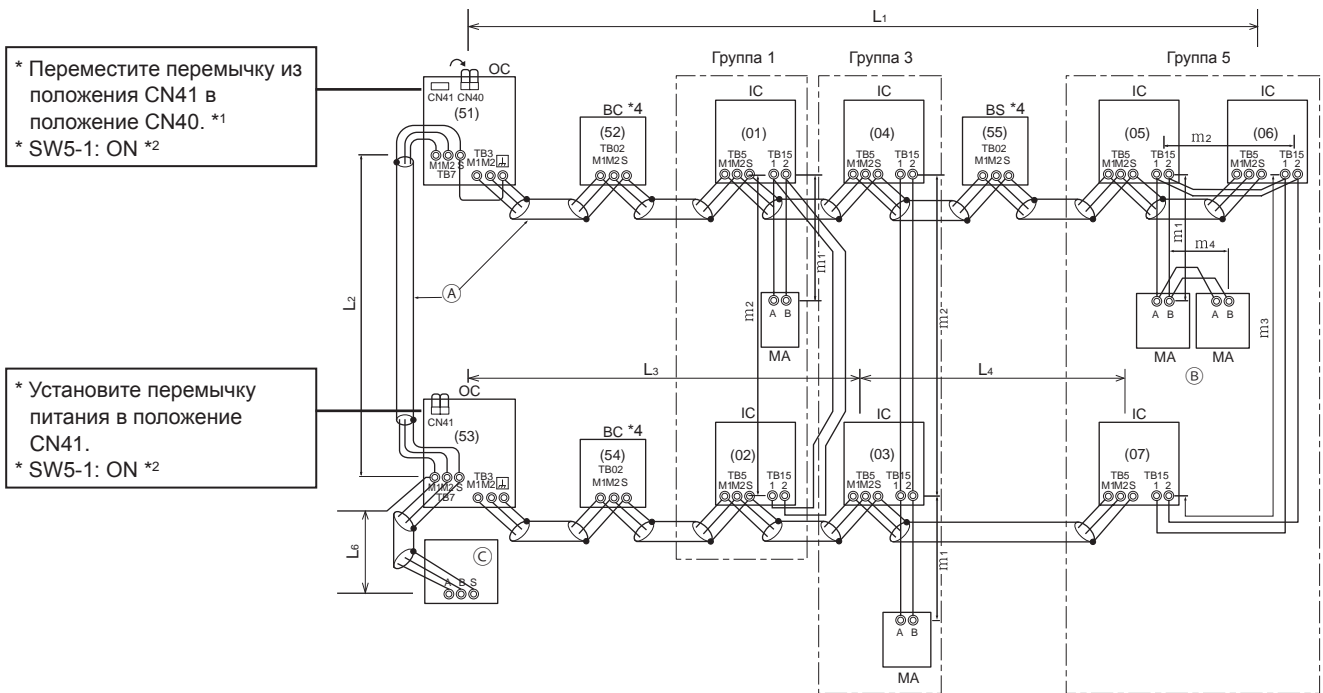 L1
* Переместите перемычку из
положения CN41 в
положение CN40. *1
* SW5-1: ON *2
OC
CN41 CN40
(51)
M1M2 S
TB7
TB3
M1M2
BC *4
(52)
TB02
M1M2 S
Группа 1
IC
(01)
TB5
M1M2S
TB15
1 2
Группа 3
IC
(04)
TB5
M1M2S
TB15
1 2
BS *4
(55)
TB02
M1M2 S
Группа 5
IC
(05)
TB5
M1M2S
TB15
1 2
m2
IC
(06)
TB5
M1M2S
TB15
1 2
L2
A
m2
m1
A B
MA
m2
m1
m4
m3
A B
MA
A B
MA
B
* Установите перемычку
питания в положение
CN41.
* SW5-1: ON *2
L3
L4
OC
CN41
(53)
M1M2 S
TB7
TB3
M1M2
BC *4
(54)
TB02
M1M2 S
IC
(02)
TB5
M1M2S
TB15
1 2
IC
(03)
TB5
M1M2S
TB15
1 2
IC
(07)
TB5
M1M2S
TB15
1 2
L6
C
A B S
m1
A B
MA